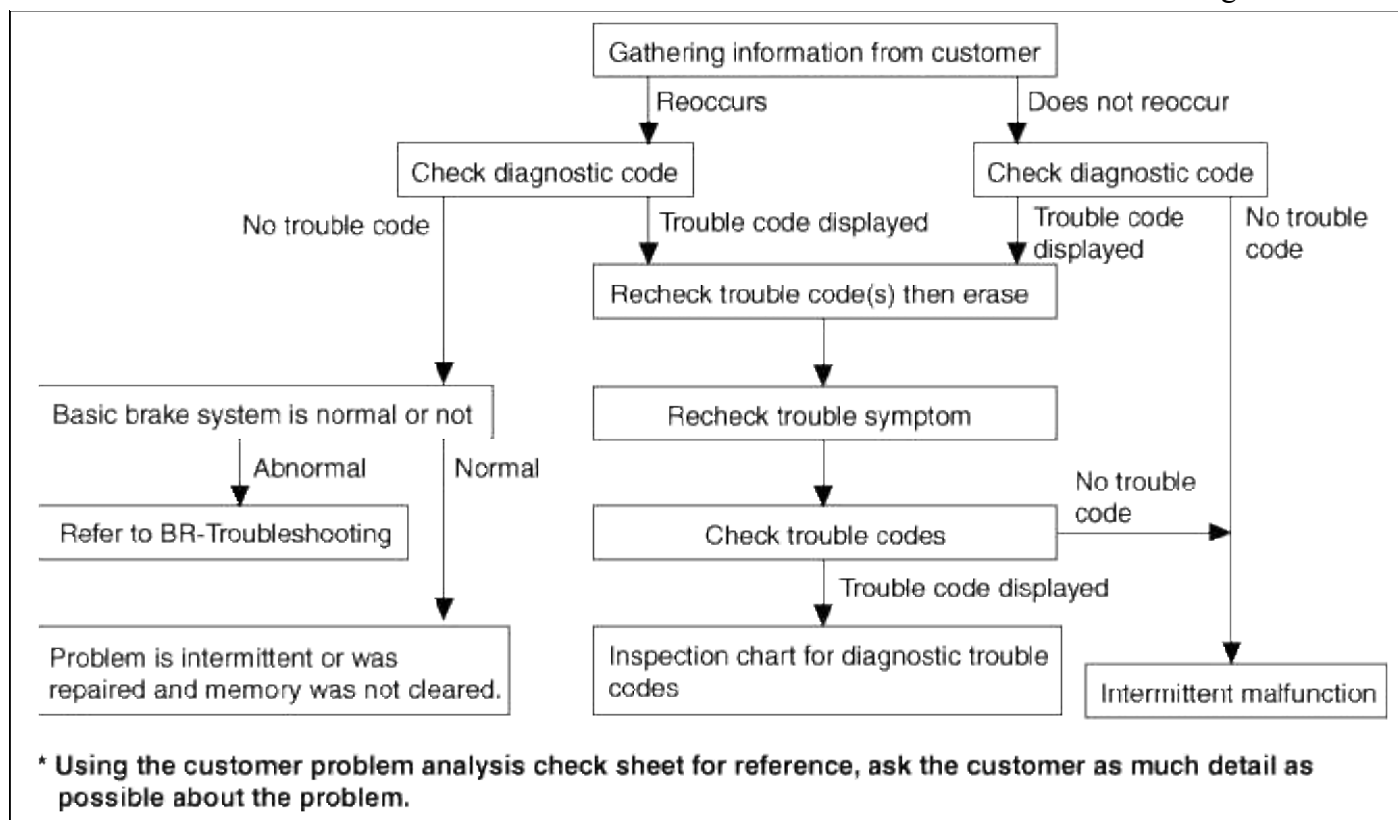 Gathering information from customer
Reoccurs
Does not reoccur
Check diagnostic code
Check diagnostic code
No trouble code
Trouble code displayed
Trouble code
displayed
No trouble
code
Recheck trouble code(s) then erase
Basic brake system is normal or not
Recheck trouble symptom
Abnormal
Normal
No trouble
code
Refer to BR-Troubleshooting
Check trouble codes
Trouble code displayed
Problem is intermittent or was
repaired and memory was not cleared.
Inspection chart for diagnostic trouble
codes
Intermittent malfunction
* Using the customer problem analysis check sheet for reference, ask the customer as much detail as
possible about the problem.